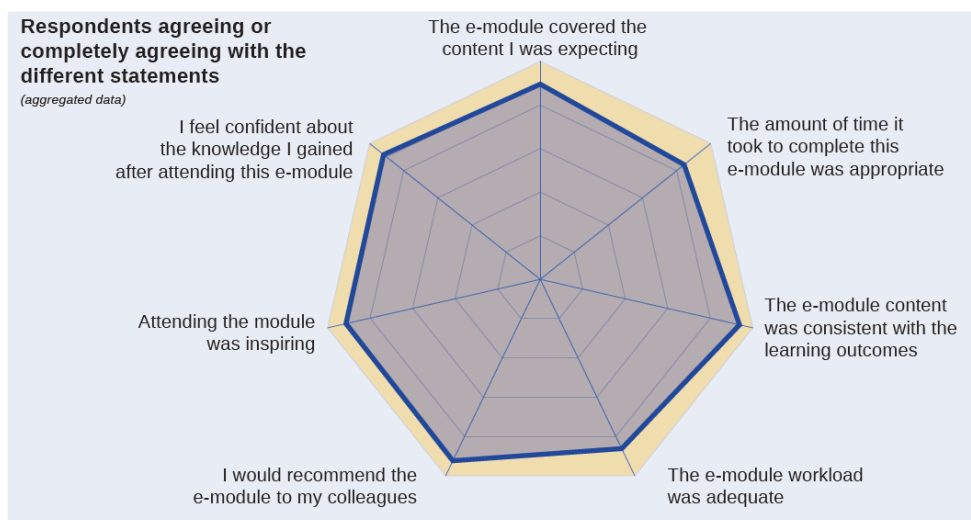 Respondents agreeing or
completely agreeing with the
different statements
(aggregated data)
The e-module covered the
content I was expecting
The amount of time it
took to complete this
e-module was appropriate
The e-module content
was consistent with the
learning outcomes
The e-module workload
was adequate
I would recommend the
e-module to my colleagues
Attending the module
was inspiring
I feel confident about
the knowledge I gained
after attending this e-module